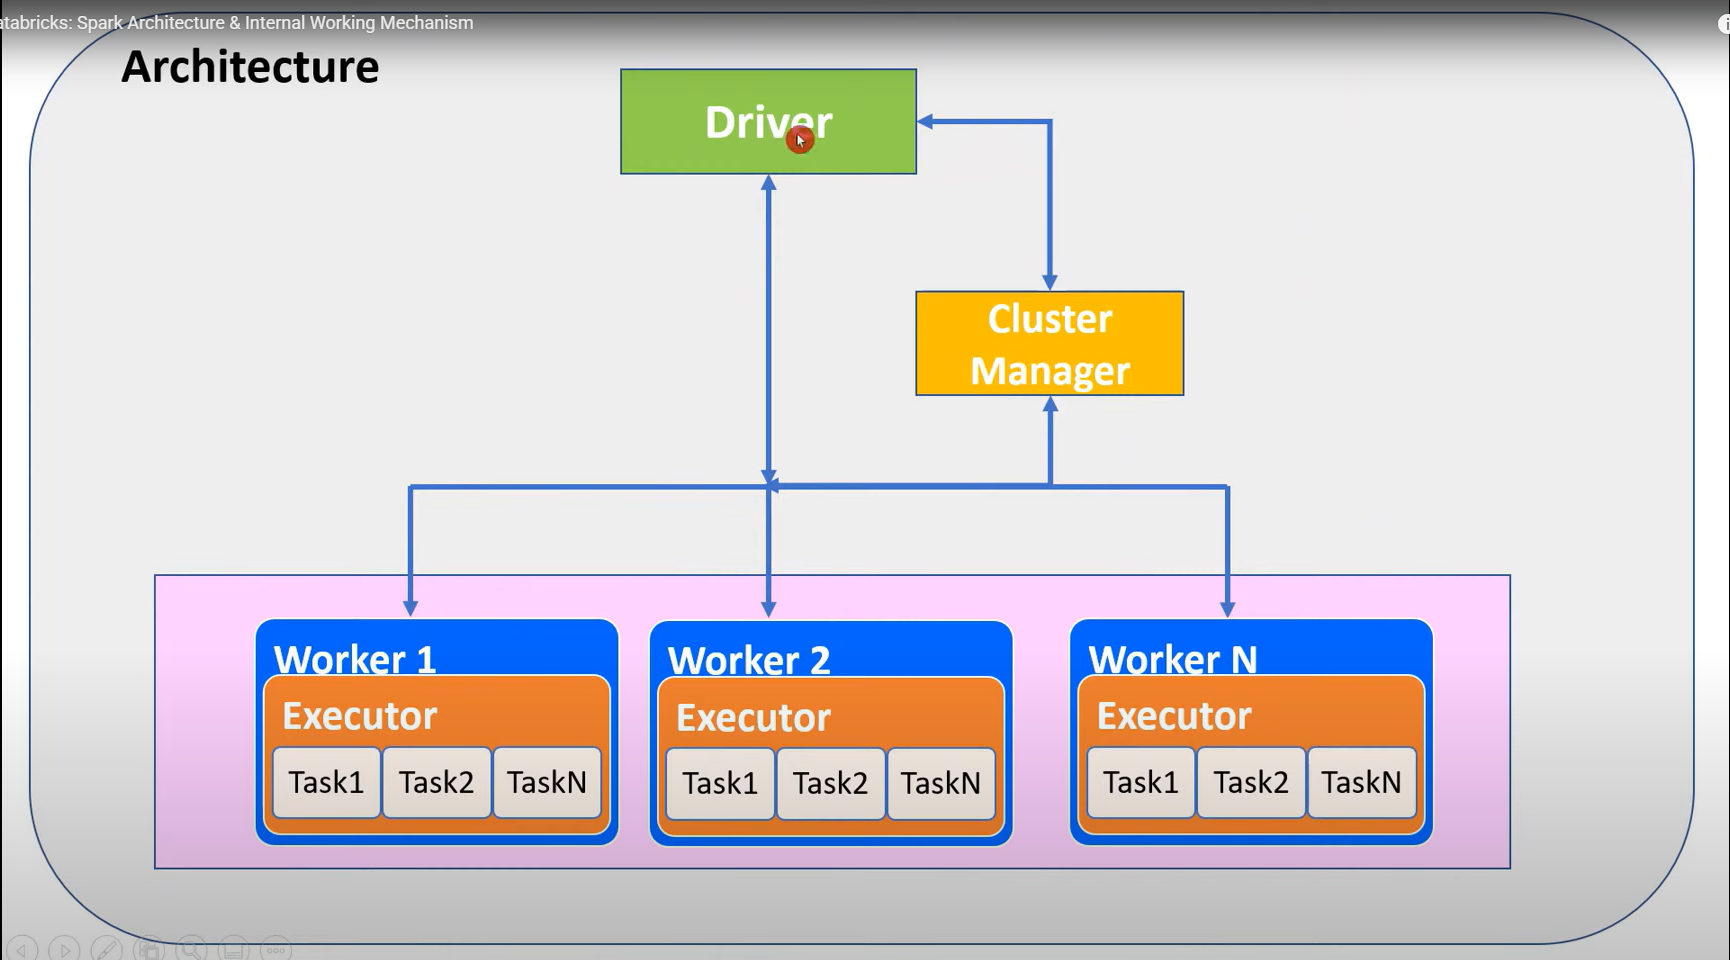 atabricks: Spark Architecture & Internal Working Mechanism
Architecture
Driver
Cluster
Manager
Worker 1
Executor
Task1
Task2
TaskN
Worker 2
Executor
Task1
Task2
TaskN
Worker N
Executor
Task1
Task2
TaskN